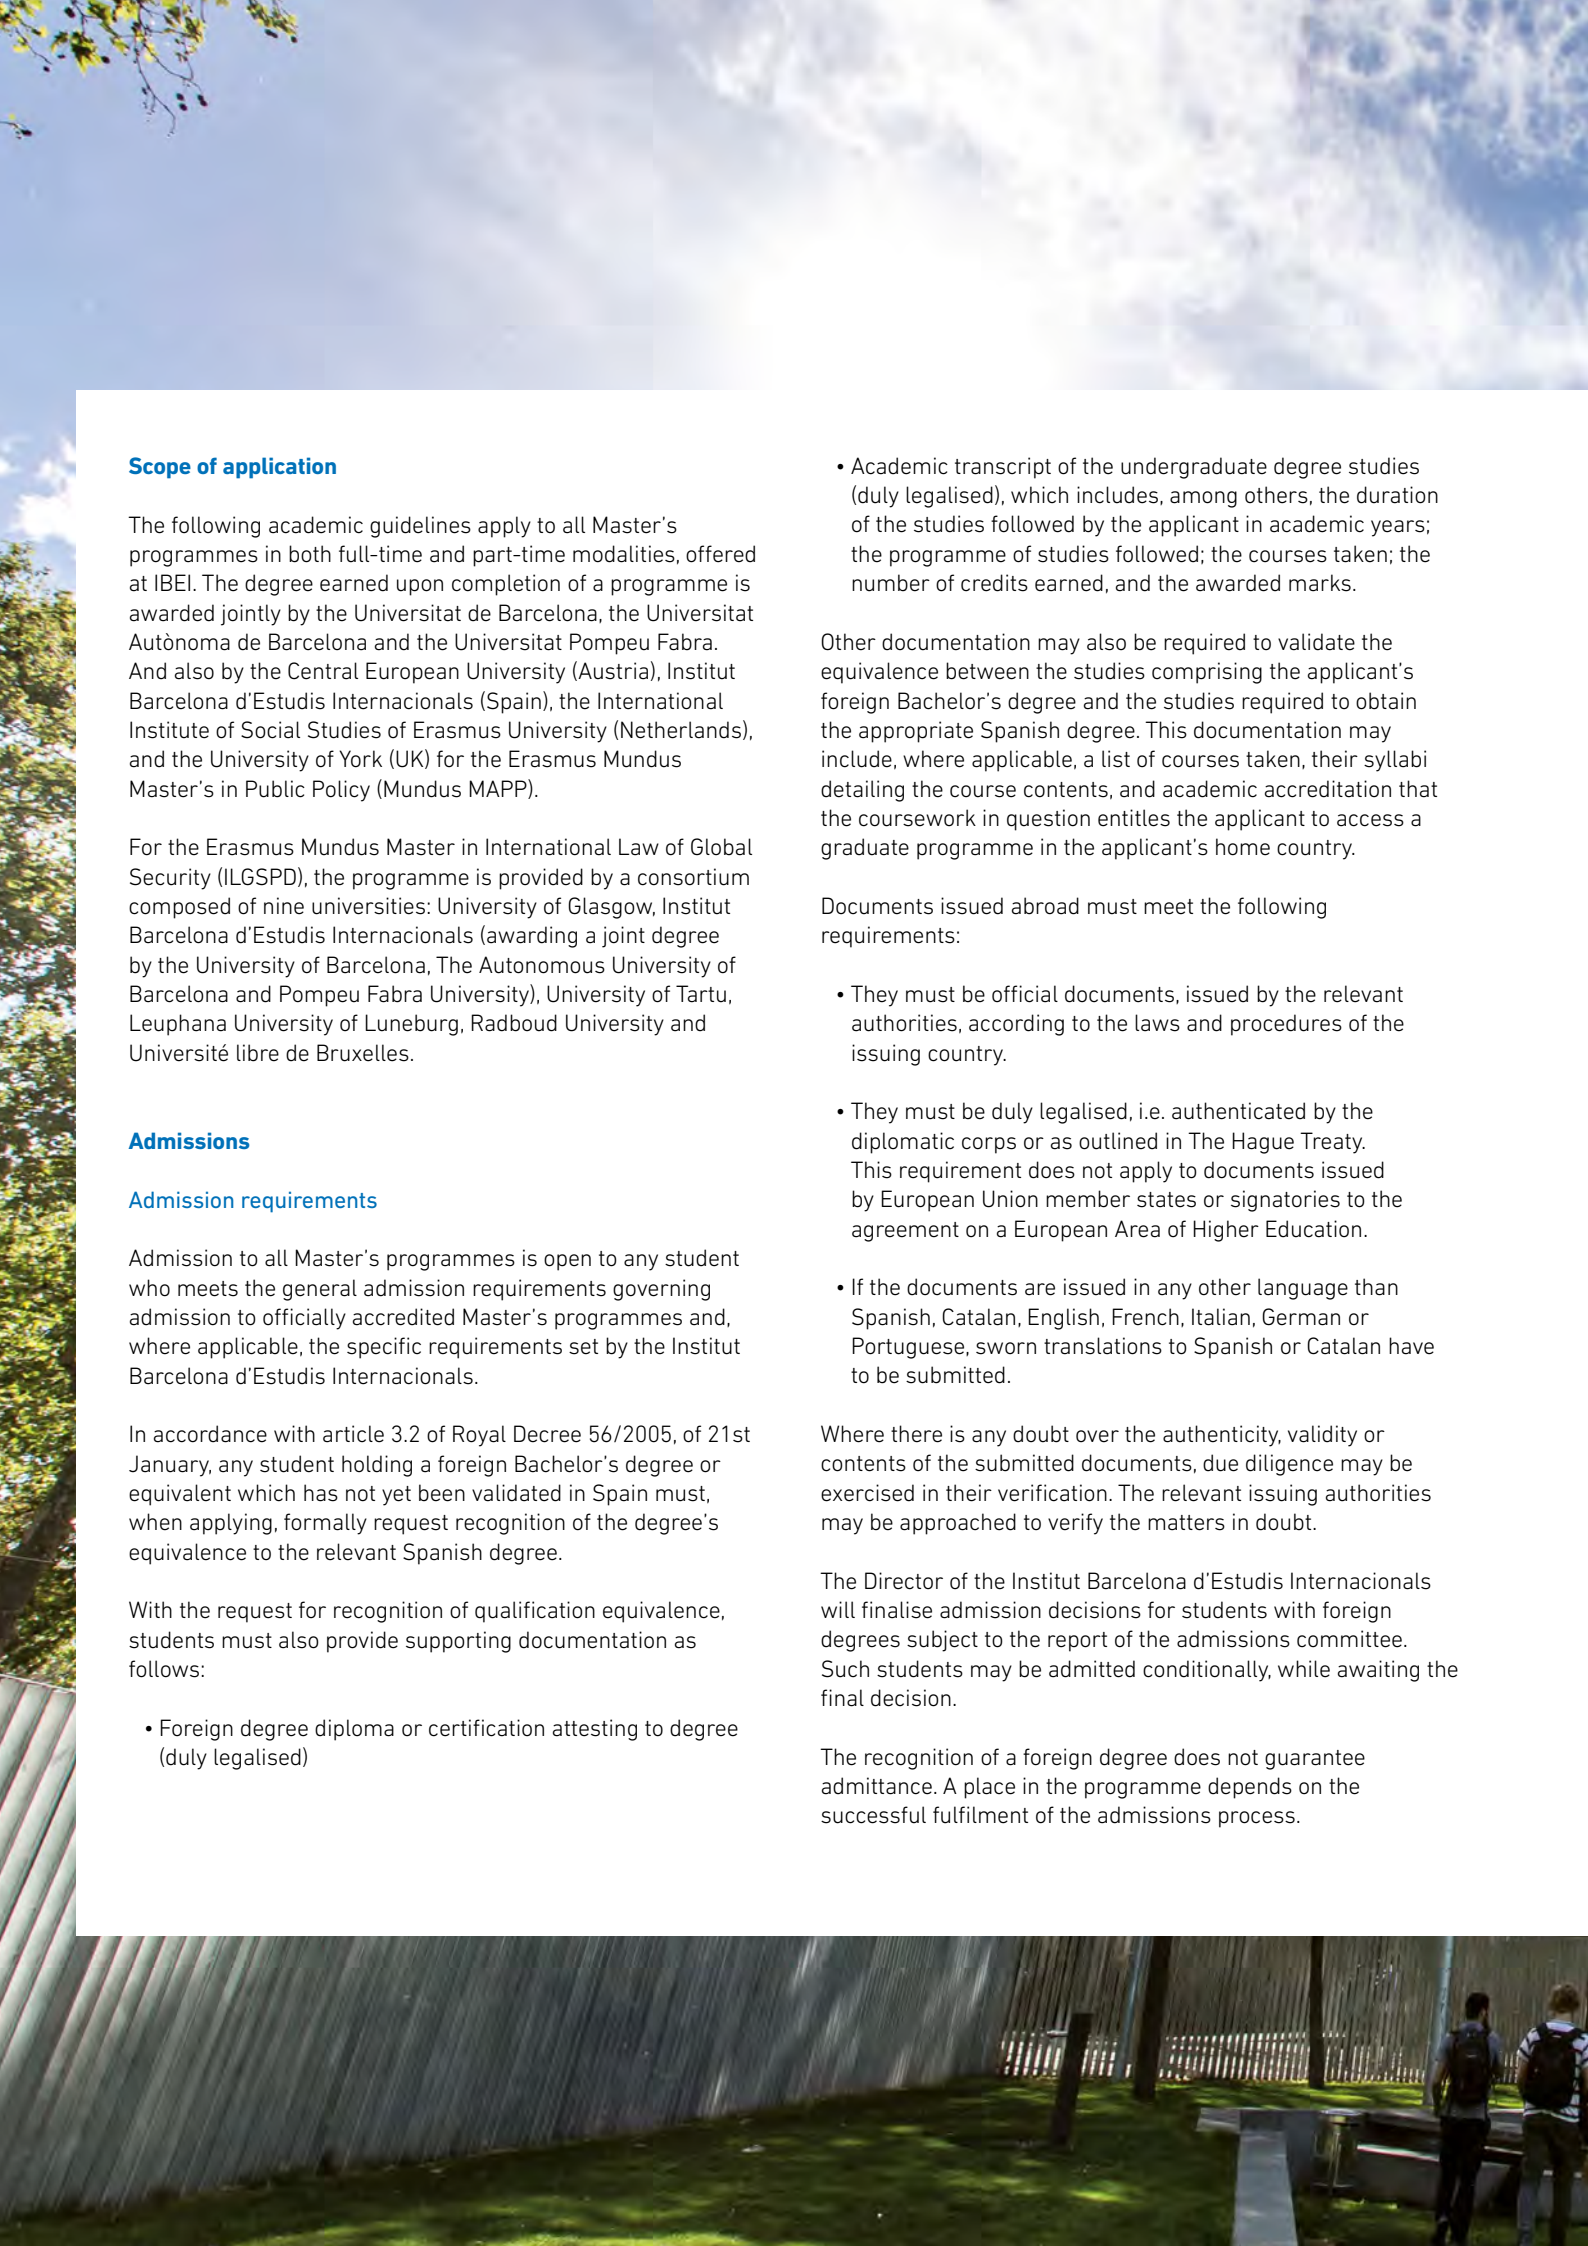 Scope of application
The following academic guidelines apply to all Master's
programmes in both full-time and part-time modalities, offered
at IBEI. The degree earned upon completion of a programme is
awarded jointly by the Universitat de Barcelona, the Universitat
Autònoma de Barcelona and the Universitat Pompeu Fabra.
And also by the Central European University (Austria), Institut
Barcelona d'Estudis Internacionals (Spain), the International
Institute of Social Studies of Erasmus University (Netherlands),
and the University of York (UK) for the Erasmus Mundus
Master's in Public Policy (Mundus MAPP).
For the Erasmus Mundus Master in International Law of Global
Security (ILGSPD), the programme is provided by a consortium
composed of nine universities: University of Glasgow, Institut
Barcelona d'Estudis Internacionals (awarding a joint degree
by the University of Barcelona, The Autonomous University of
Barcelona and Pompeu Fabra University), University of Tartu,
Leuphana University of Luneburg, Radboud University and
Université libre de Bruxelles.
Admissions
Admission requirements
Admission to all Master's programmes is open to any student
who meets the general admission requirements governing
admission to officially accredited Master's programmes and,
where applicable, the specific requirements set by the Institut
Barcelona d'Estudis Internacionals.
In accordance with article 3.2 of Royal Decree 56/2005, of 21st
January, any student holding a foreign Bachelor's degree or
equivalent which has not yet been validated in Spain must,
when applying, formally request recognition of the degree's
equivalence to the relevant Spanish degree.
With the request for recognition of qualification equivalence,
students must also provide supporting documentation as
follows:
• Foreign degree diploma or certification attesting to degree
(duly legalised)
• Academic transcript of the undergraduate degree studies
(duly legalised), which includes, among others, the duration
of the studies followed by the applicant in academic years;
the programme of studies followed; the courses taken; the
number of credits earned, and the awarded marks.
Other documentation may also be required to validate the
equivalence between the studies comprising the applicant's
foreign Bachelor's degree and the studies required to obtain
the appropriate Spanish degree. This documentation may
include, where applicable, a list of courses taken, their syllabi
detailing the course contents, and academic accreditation that
the coursework in question entitles the applicant to access a
graduate programme in the applicant's home country.
Documents issued abroad must meet the following
requirements:
• They must be official documents, issued by the relevant
authorities, according to the laws and procedures of the
issuing country.
• They must be duly legalised, i.e. authenticated by the
diplomatic corps or as outlined in The Hague Treaty.
This requirement does not apply to documents issued
by European Union member states or signatories to the
agreement on a European Area of Higher Education.
• If the documents are issued in any other language than
Spanish, Catalan, English, French, Italian, German or
Portuguese, sworn translations to Spanish or Catalan have
to be submitted.
Where there is any doubt over the authenticity, validity or
contents of the submitted documents, due diligence may be
exercised in their verification. The relevant issuing authorities
may be approached to verify the matters in doubt.
The Director of the Institut Barcelona d'Estudis Internacionals
will finalise admission decisions for students with foreign
degrees subject to the report of the admissions committee.
Such students may be admitted conditionally, while awaiting the
final decision.
The recognition of a foreign degree does not guarantee
admittance. A place in the programme depends on the
successful fulfilment of the admissions process.